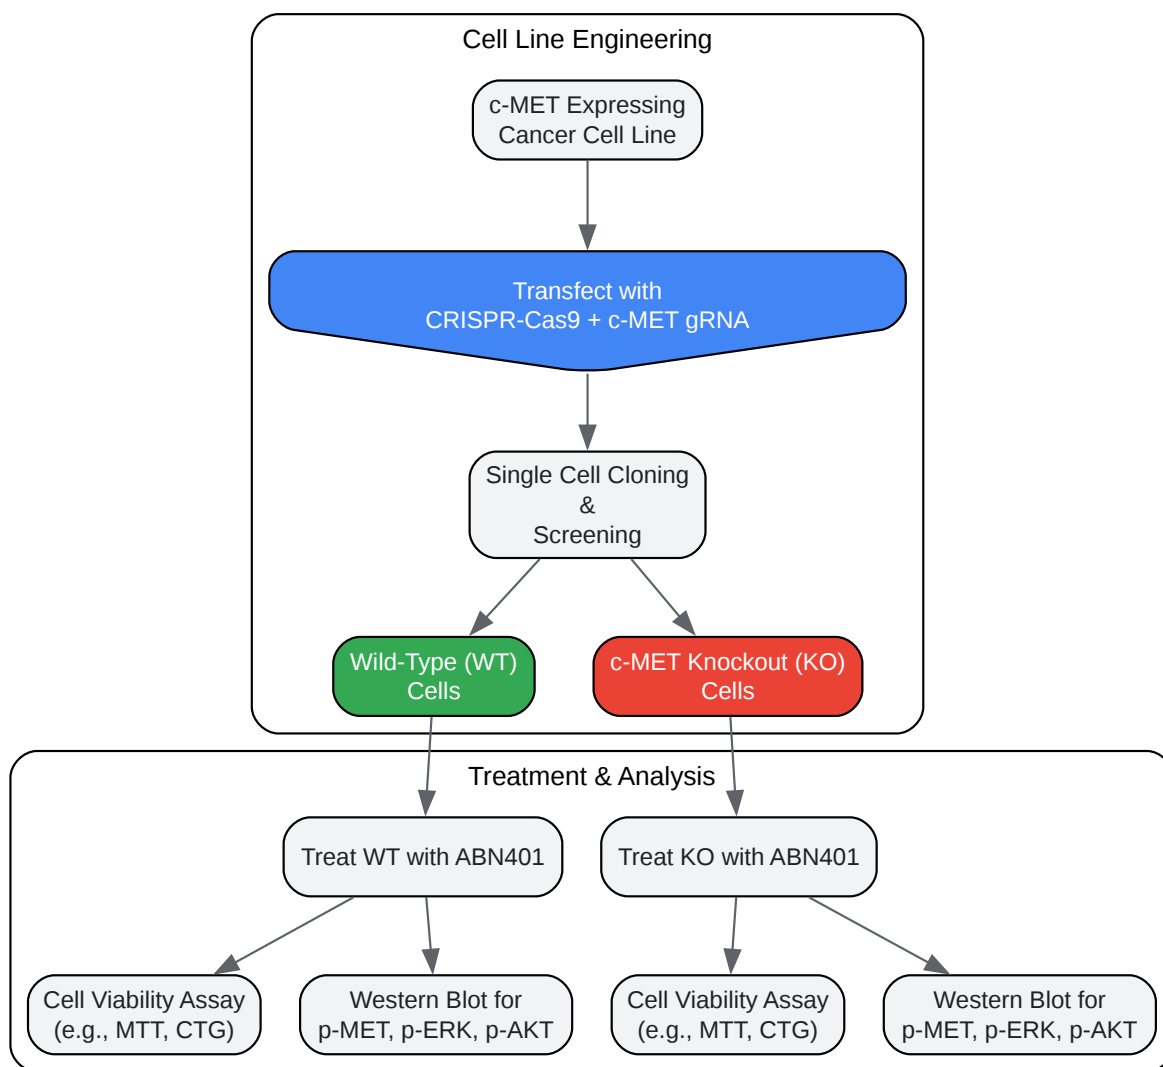 Cell Line Engineering
c-MET Expressing
Cancer Cell Line
Transfect with
CRISPR-Cas9 + c-MET gRNA
Single Cell Cloning
&
Screening
Wild-Type (WT)
Cells
c-MET Knockout (KO)
Cells
Treatment & Analysis
Treat WT with ABN401
Treat KO with ABN401
Cell Viability Assay
(e.g., MTT, CTG)
Western Blot for
p-MET, p-ERK, p-AKT
Cell Viability Assay
(e.g., MTT, CTG)
Western Blot for
p-MET, p-ERK, p-AKT